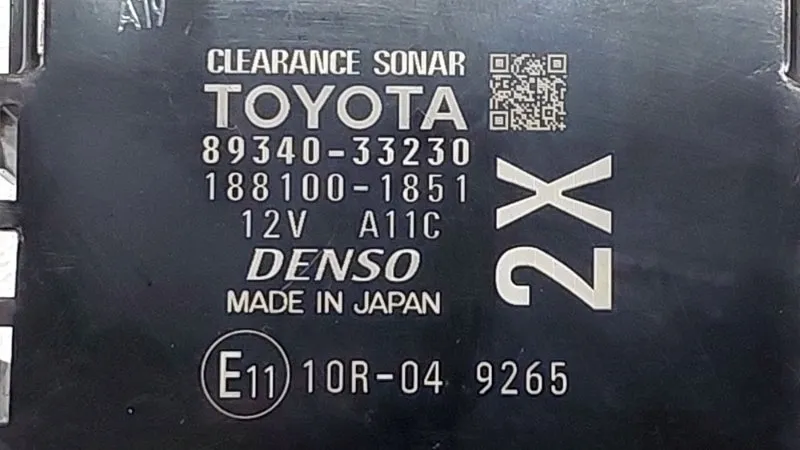 CLEARANCE SONAR
TOYOTA
89340-33230
188100-1851
12V A11C
DENSO
MADE IN JAPAN
2X
E11 10R-04 9265